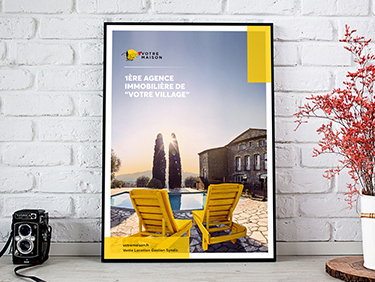 VOTRE
MAISON
1ÈRE AGENCE
IMMOBILIÈRE DE
"VOTRE VILLAGE"
votremaison.fr
Vente Location Gestion Syndic